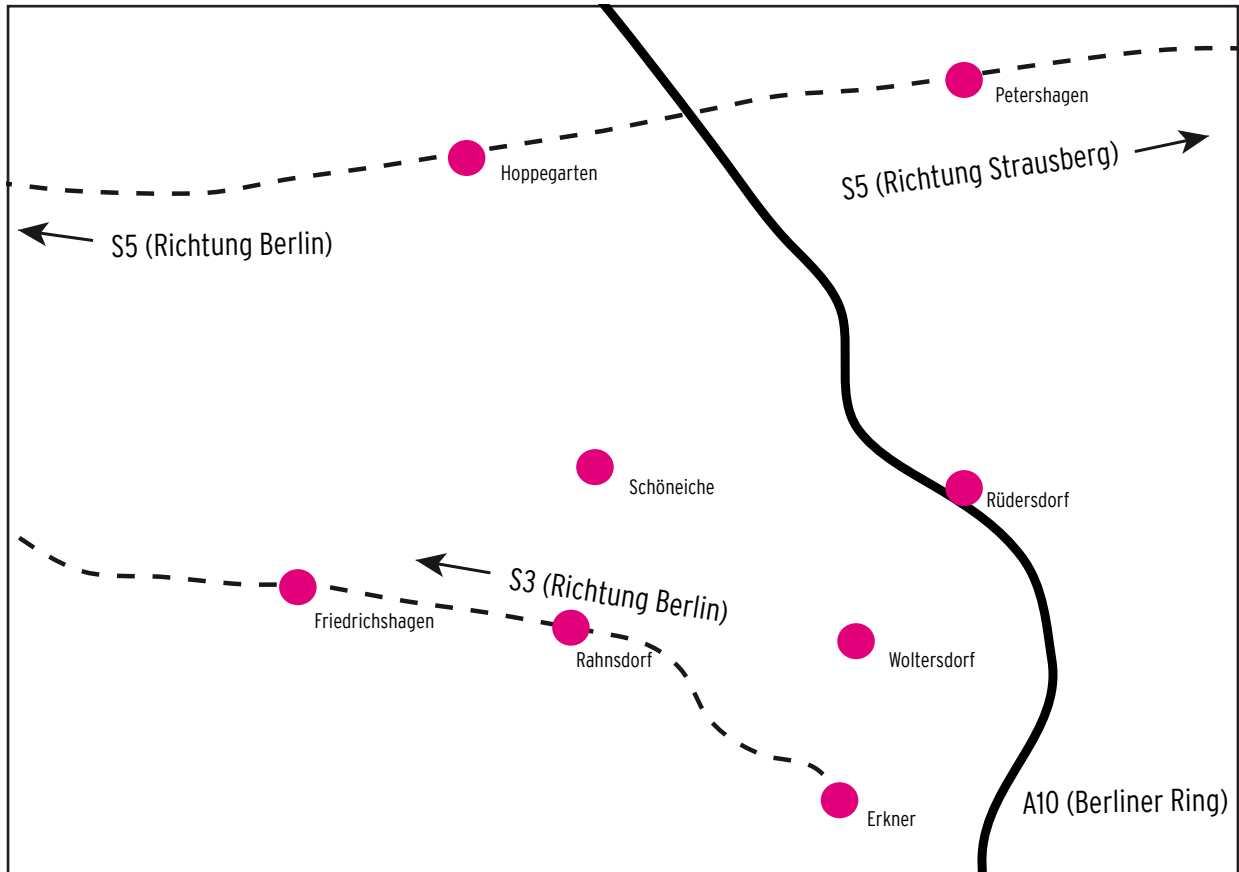 Petershagen
Hoppegarten
S5 (Richtung Strausberg)
S5 (Richtung Berlin)
Schöneiche
Rüdersdorf
S3 (Richtung Berlin)
Friedrichshagen
Rahnsdorf
Woltersdorf
A10 (Berliner Ring)
Erkner